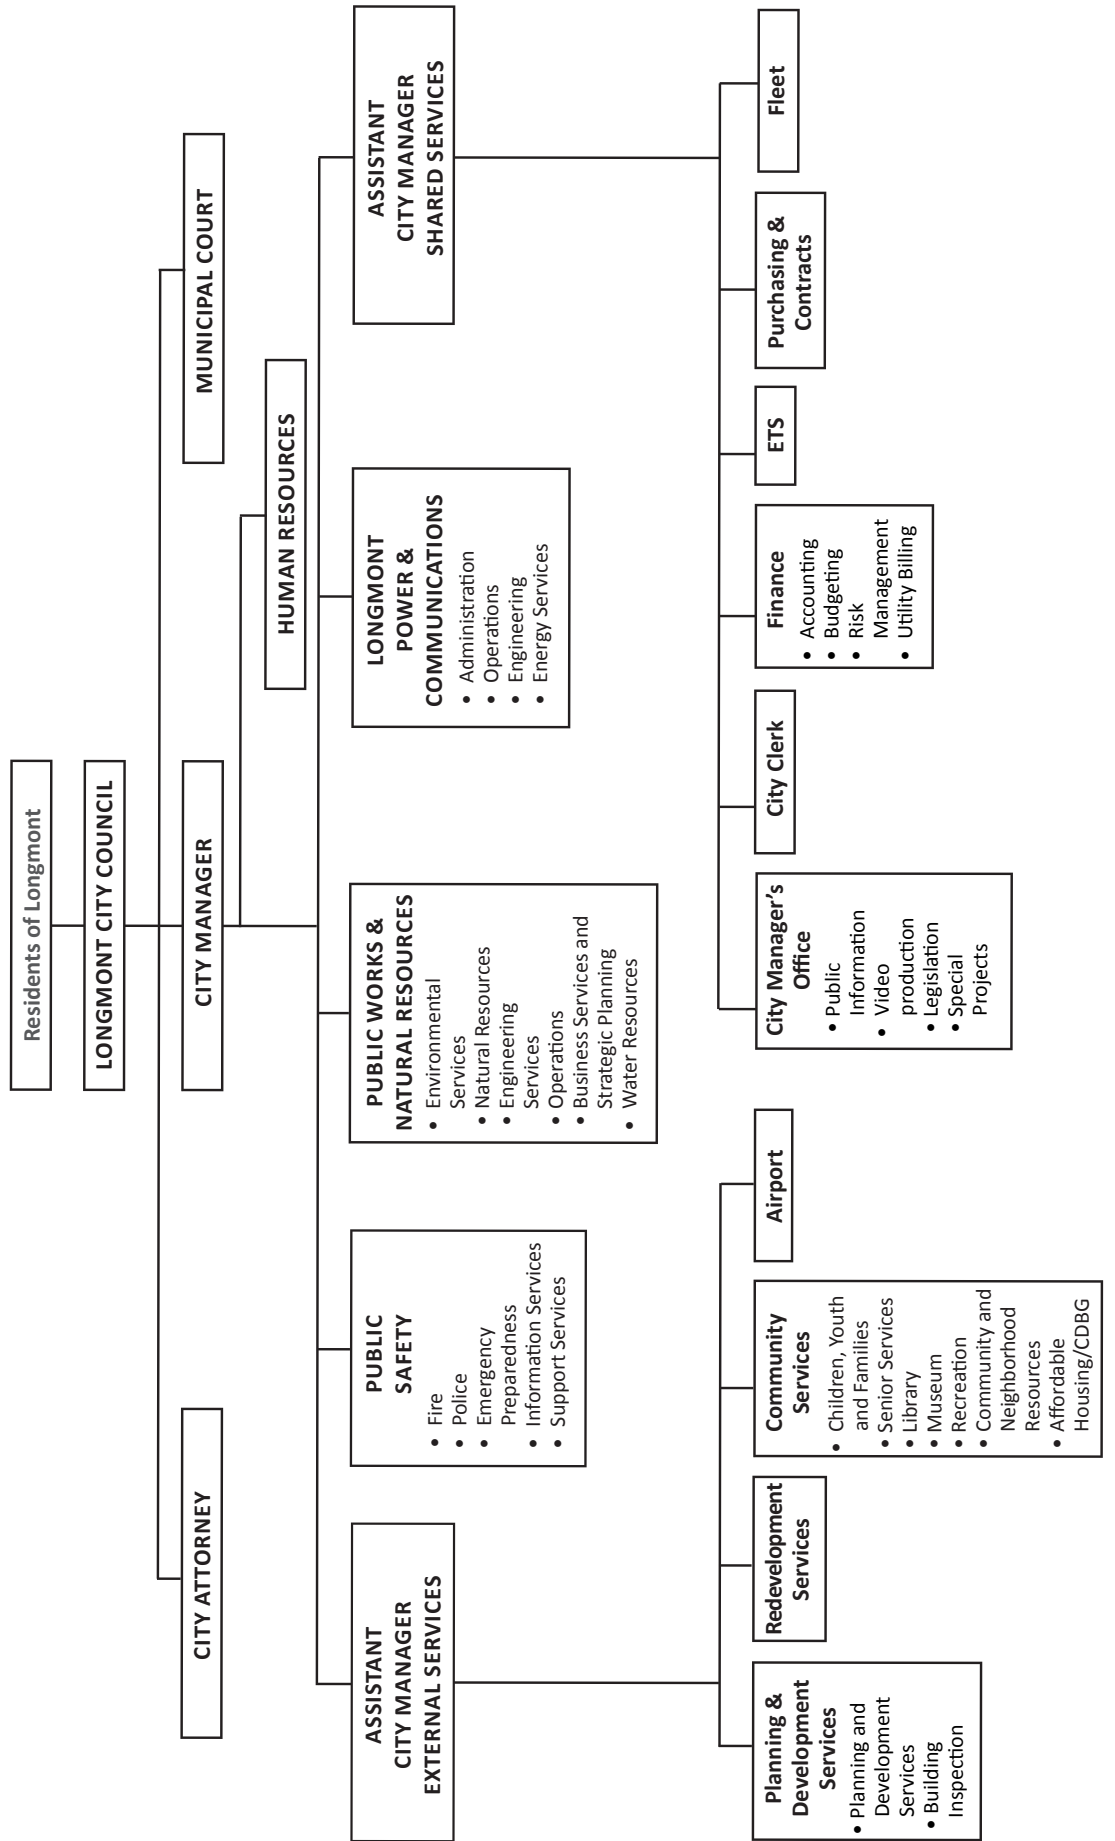 Residents of Longmont
LONGMONT CITY COUNCIL
CITY ATTORNEY
CITY MANAGER
MUNICIPAL COURT
HUMAN RESOURCES
ASSISTANT
CITY MANAGER
EXTERNAL SERVICES
PUBLIC
SAFETY
• Fire
• Police
• Emergency
Preparedness
• Information Services
• Support Services
PUBLIC WORKS &
NATURAL RESOURCES
• Environmental
Services
• Natural Resources
• Engineering
Services
• Operations
• Business Services and
Strategic Planning
• Water Resources
LONGMONT
POWER &
COMMUNICATIONS
• Administration
• Operations
• Engineering
• Energy Services
ASSISTANT
CITY MANAGER
SHARED SERVICES
Planning &
Development
Services
• Planning and
Development
Services
• Building
Inspection
Redevelopment
Services
Community
Services
• Children, Youth
and Families
• Senior Services
• Library
• Museum
• Recreation
• Community and
Neighborhood
Resources
• Affordable
Housing/CDBG
Airport
City Manager's
Office
• Public
Information
• Video
production
• Legislation
• Special
Projects
City Clerk
Finance
• Accounting
• Budgeting
• Risk
Management
• Utility Billing
ETS
Purchasing &
Contracts
Fleet